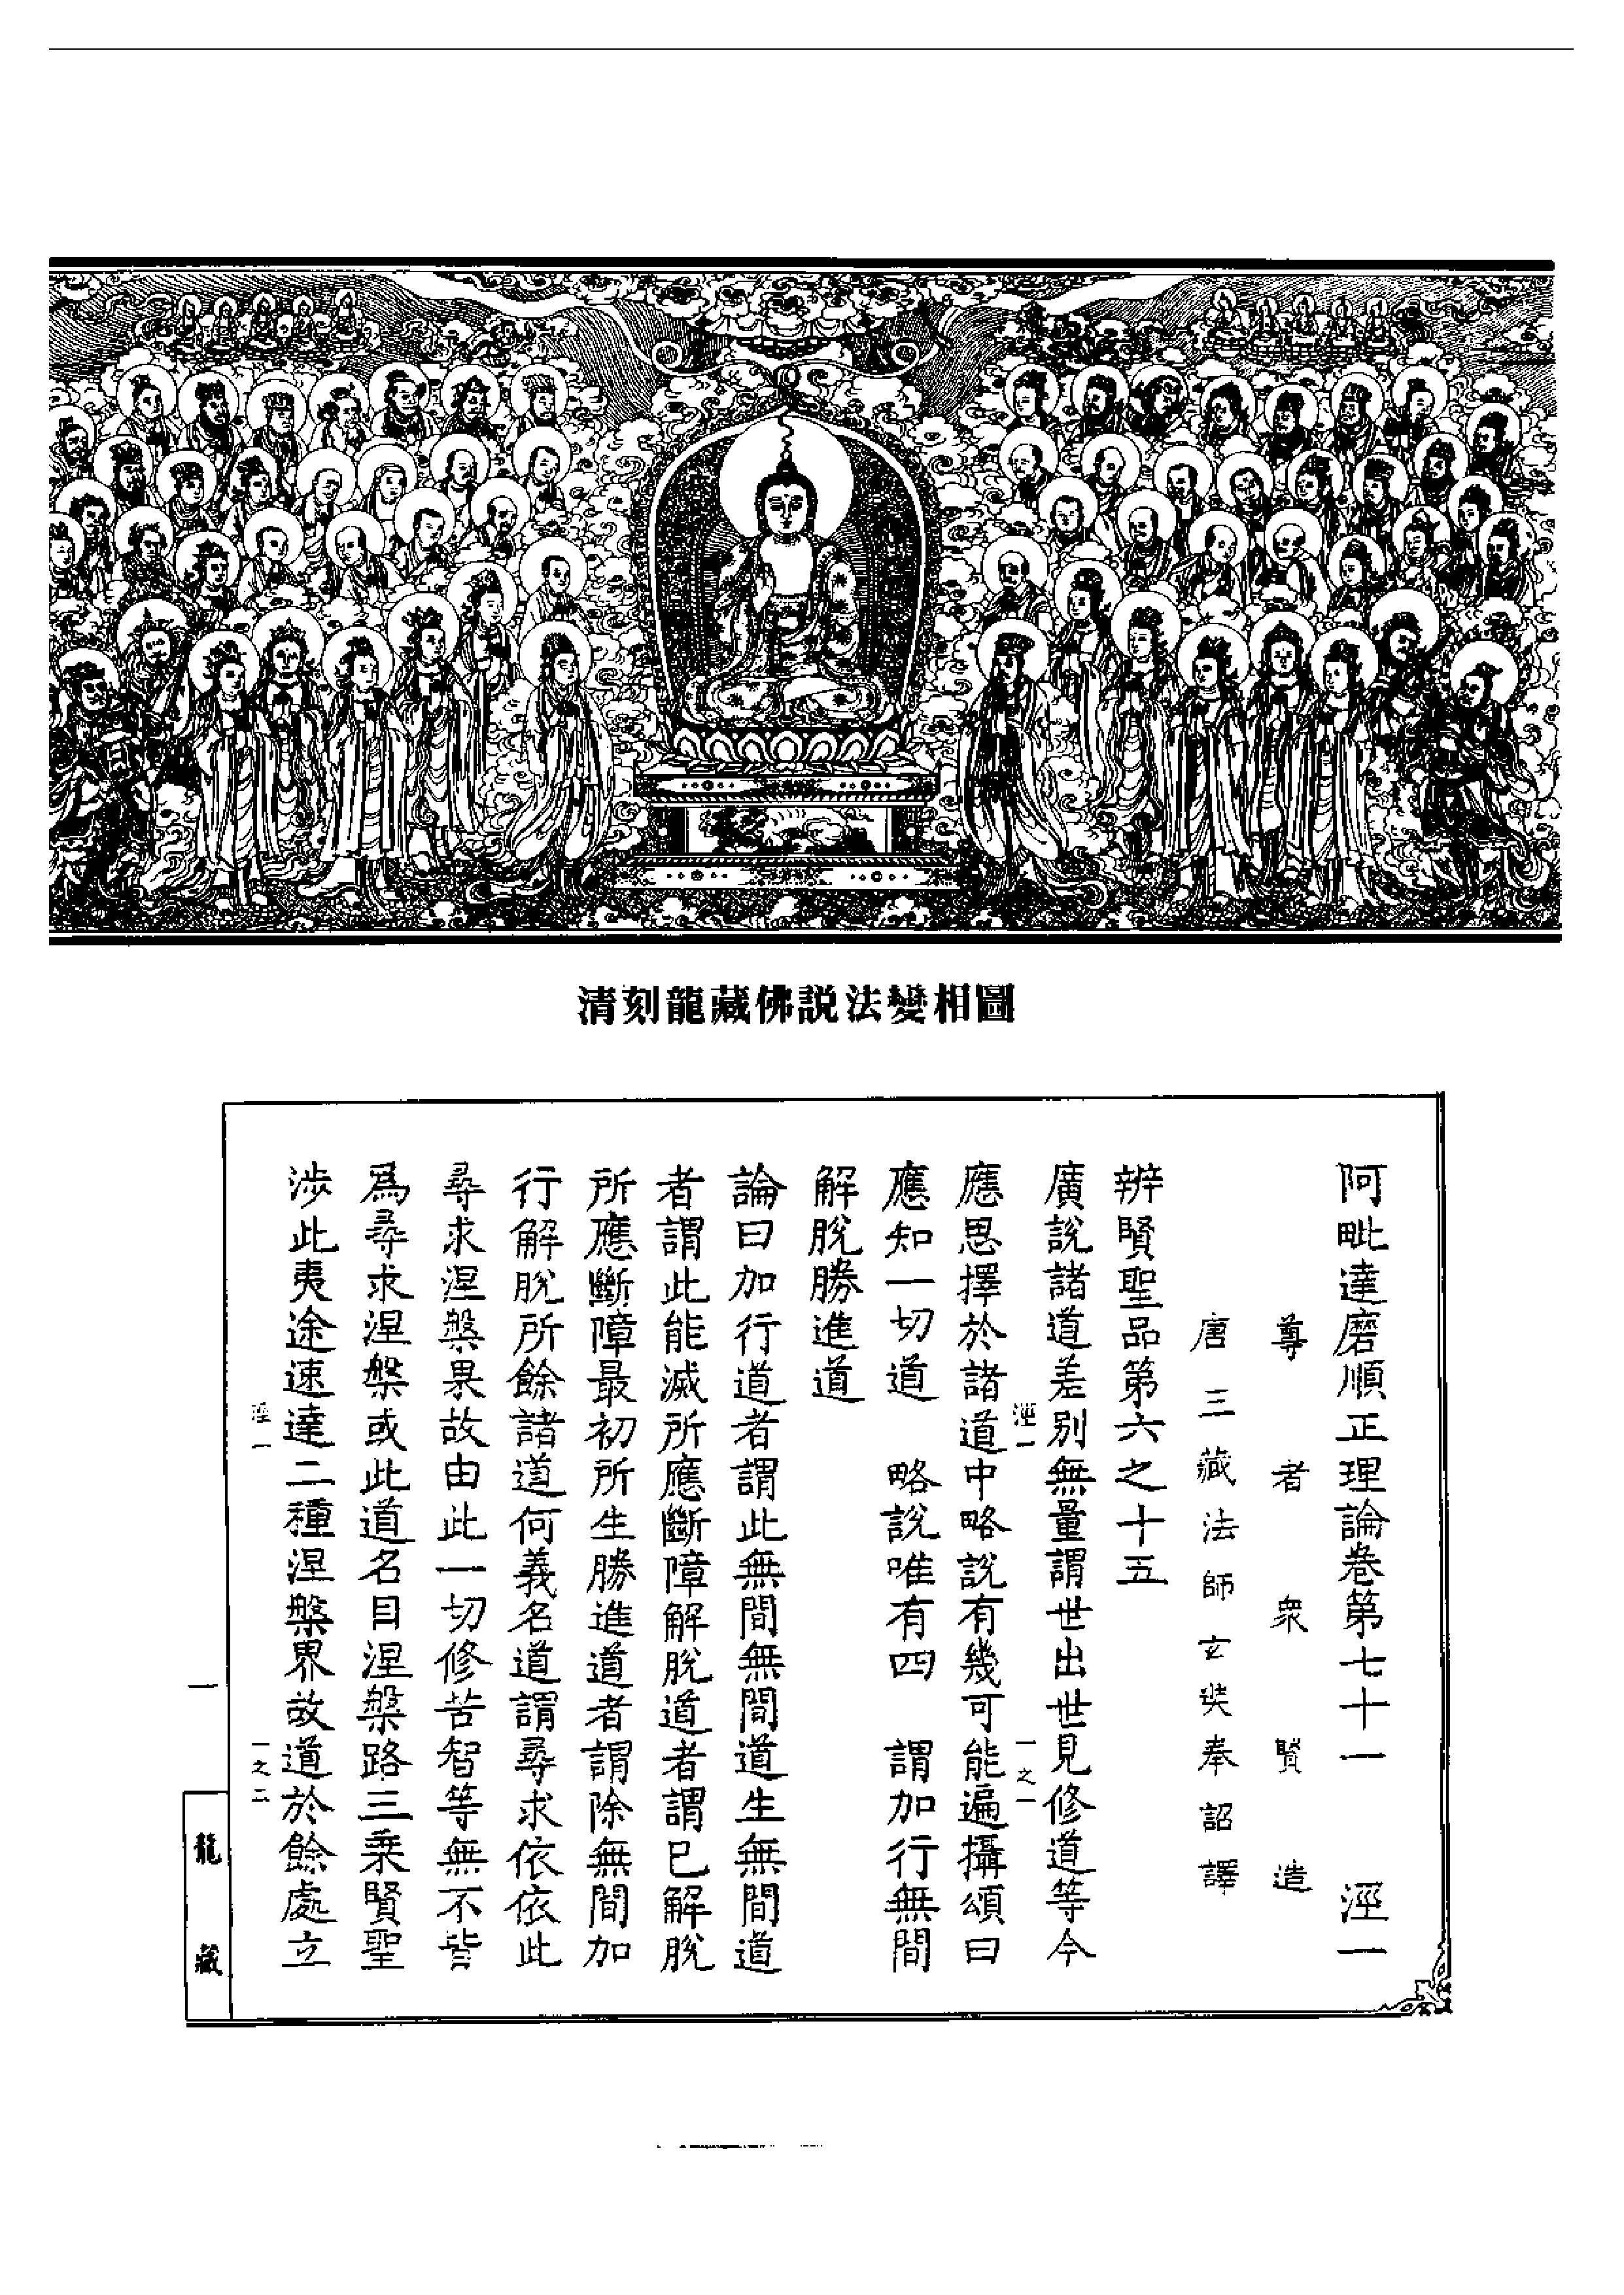 清刻龍藏佛説法變相圖
阿毗達磨順正理論卷第七十一 涇一
尊者衆賢造
唐三藏法師玄奘奉詔譯
辨賢聖品第六之十五
廣說諸道差別無量謂世出世見修道等今
涇一 一之一
應思擇於諸道中略說有幾可能遍攝頌曰
應知一切道 略說唯有四 謂加行無間
解脫勝進道
論曰加行道者謂此無間無間道生無間道
者謂此能滅所應斷障解脫道者謂已解脫
所應斷障最初所生勝進道者謂除無間加
行解脫所餘諸道何義名道謂尋求依依此
尋求涅槃果故由此一切修苦智等無不皆
為尋求涅槃或此道名目涅槃路三乘賢聖
涉此夷途速達二種涅槃界故道於餘處立
涇一 一之二
一
龍藏